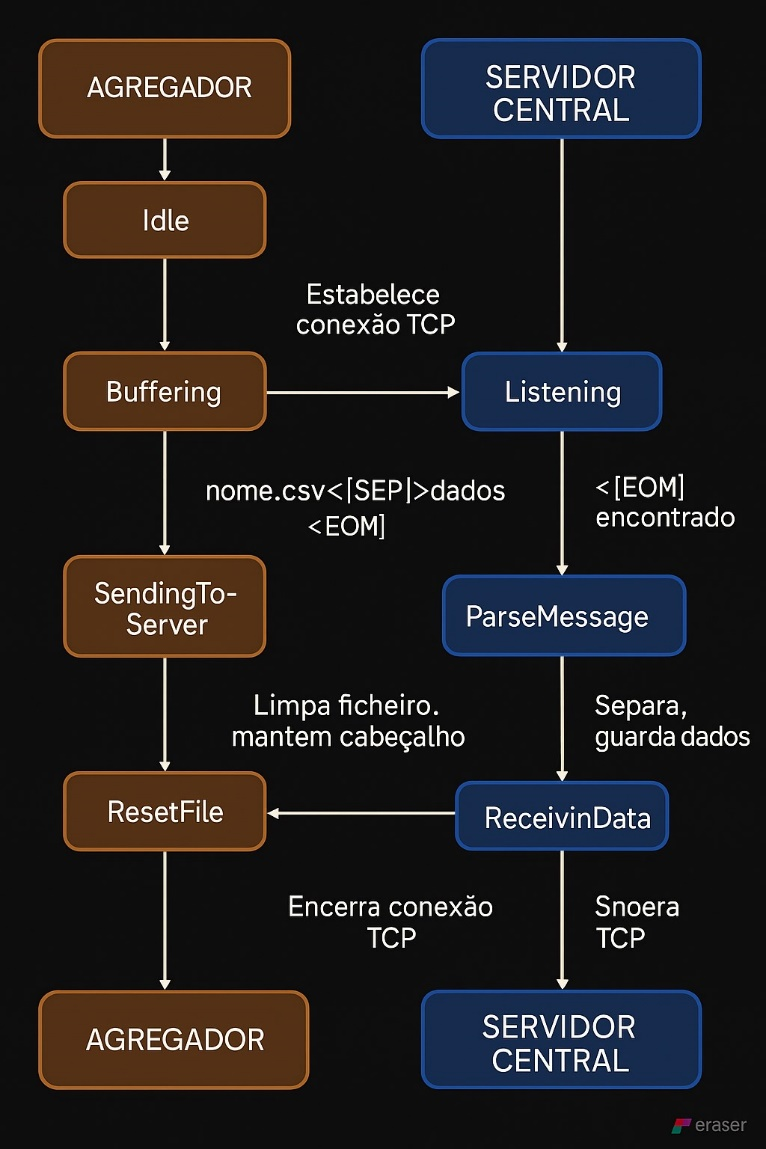 AGREGADOR
SERVIDOR
CENTRAL
Idle
Estabelece
conexão TCP
Buffering
Listening
nome.csv<[SEP]>dados
<EOM]
<[EOM]
encontrado
SendingTo-
Server
ParseMessage
Limpa ficheiro.
mantem cabeçalho
Separa,
guarda dados
ResetFile
ReceivinData
Encerra conexão
TCP
Snoera
TCP
AGREGADOR
SERVIDOR
CENTRAL
eraser